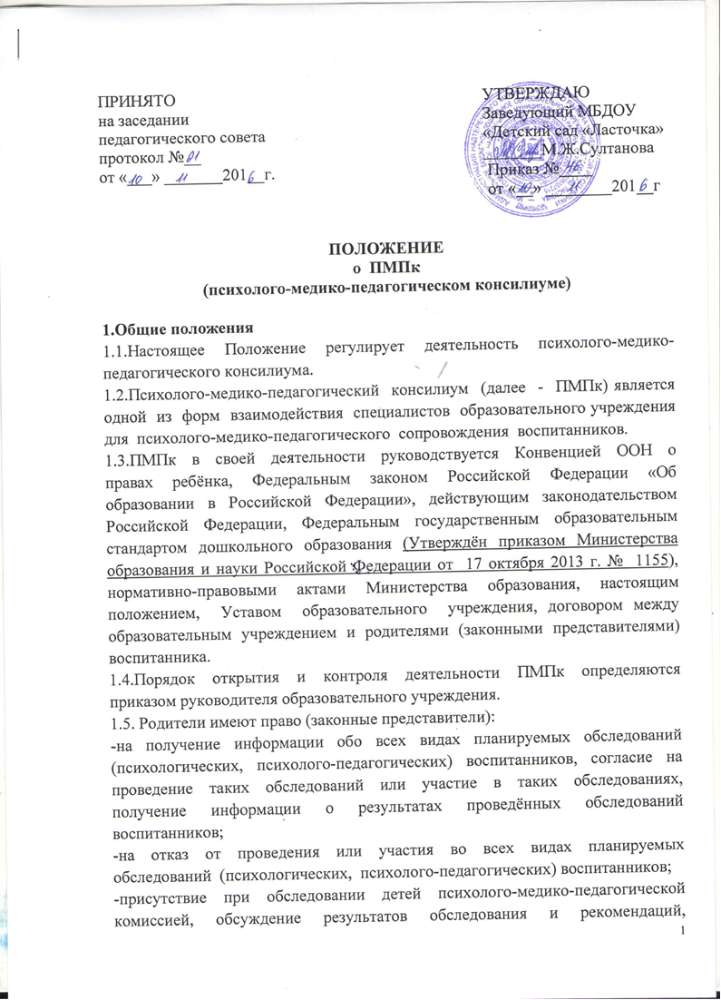 ПРИНЯТО
на заседании
педагогического совета
протокол № 01
от «10» 11 2016 г.
УТВЕРЖДАЮ
Заведующий МБДОУ
«Детский сад «Ласточка»
М.Ж.Султанова
Приказ № 46
от «10» 11 2016 г
ПОЛОЖЕНИЕ
о ПМПк
(психолого-медико-педагогическом консилиуме)
1.Общие положения
1.1.Настоящее Положение регулирует деятельность психолого-медико-
педагогического консилиума.
1.2.Психолого-медико-педагогический консилиум (далее - ПМПк) является
одной из форм взаимодействия специалистов образовательного учреждения
для психолого-медико-педагогического сопровождения воспитанников.
1.3.ПМПк в своей деятельности руководствуется Конвенцией ООН о
правах ребёнка, Федеральным законом Российской Федерации «Об
образовании в Российской Федерации», действующим законодательством
Российской Федерации, Федеральным государственным образовательным
стандартом дошкольного образования (Утверждён приказом Министерства
образования и науки Российской Федерации от 17 октября 2013 г. № 1155),
нормативно-правовыми актами Министерства образования, настоящим
положением, Уставом образовательного учреждения, договором между
образовательным учреждением и родителями (законными представителями)
воспитанника.
1.4.Порядок открытия и контроля деятельности ПМПк определяются
приказом руководителя образовательного учреждения.
1.5. Родители имеют право (законные представители):
-на получение информации обо всех видах планируемых обследований
(психологических, психолого-педагогических) воспитанников, согласие на
проведение таких обследований или участие в таких обследованиях,
получение информации о результатах проведённых обследований
воспитанников;
-на отказ от проведения или участия во всех видах планируемых
обследований (психологических, психолого-педагогических) воспитанников;
-присутствие при обследовании детей психолого-медико-педагогической
комиссией, обсуждение результатов обследования и рекомендаций,
1